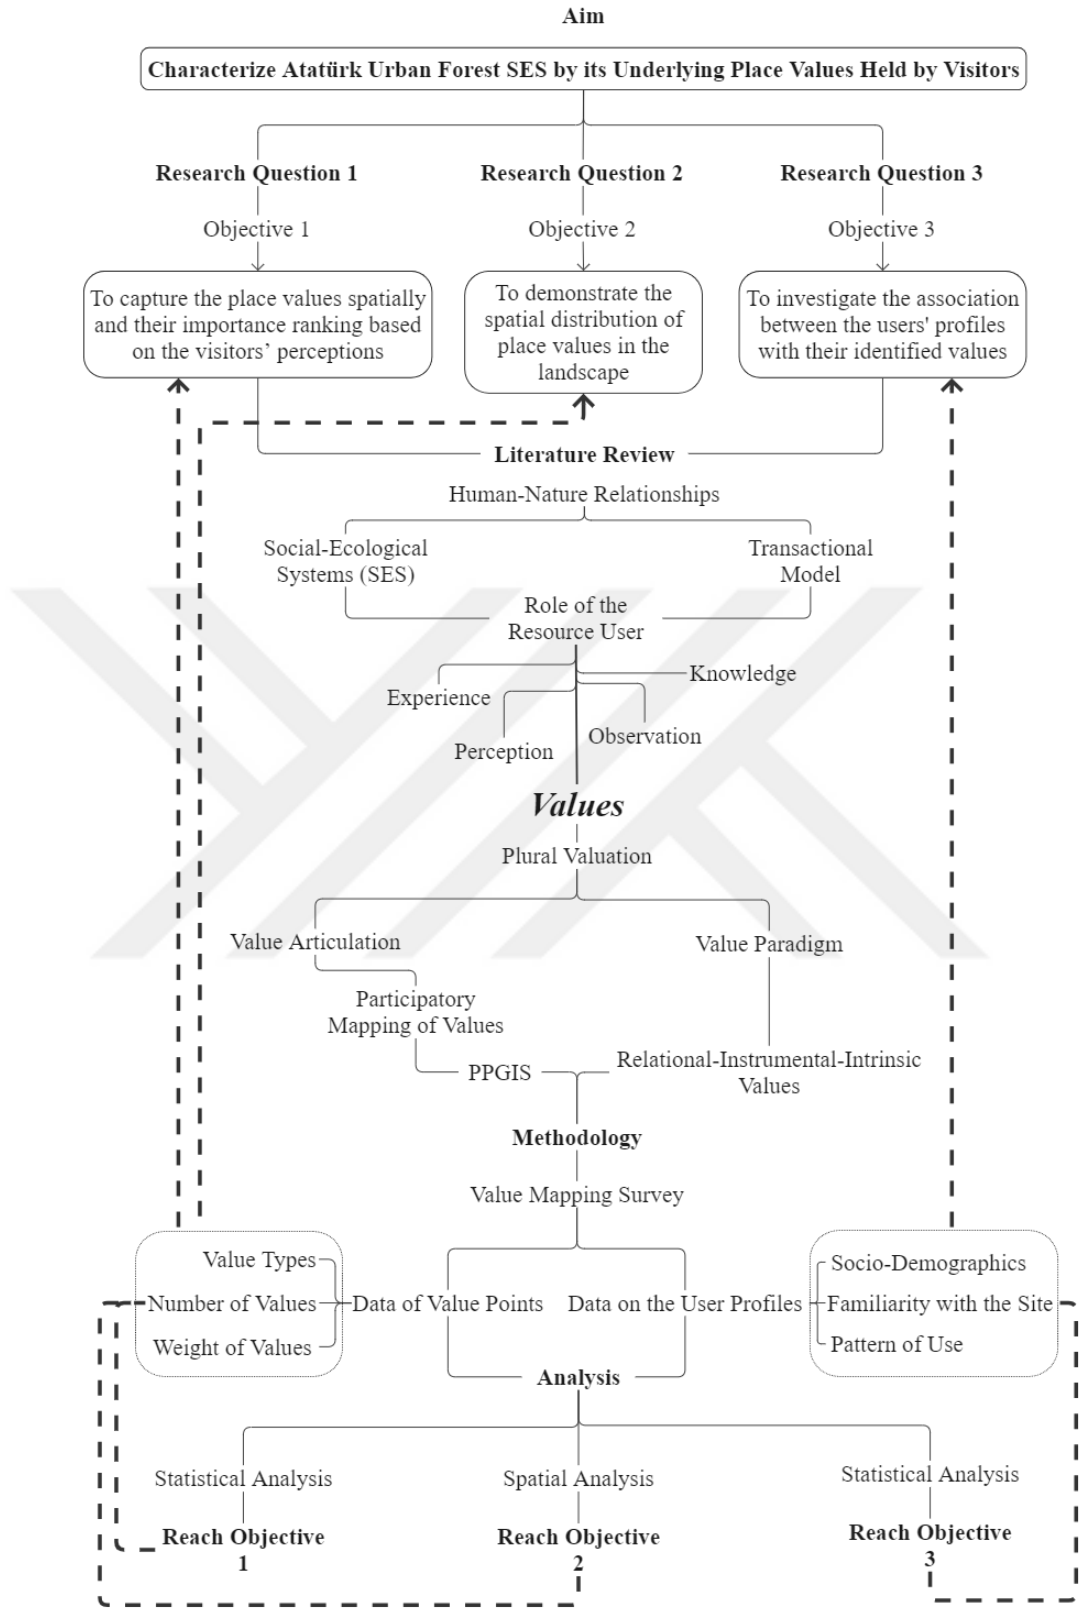 Aim
Characterize Atatürk Urban Forest SES by its Underlying Place Values Held by Visitors
Research Question 1
Research Question 2
Research Question 3
Objective 1
Objective 2
Objective 3
To capture the place values spatially
and their importance ranking based
on the visitors’ perceptions
To demonstrate the
spatial distribution of
place values in the
landscape
To investigate the association
between the users' profiles
with their identified values
Literature Review
Human-Nature Relationships
Social-Ecological
Systems (SES)
Transactional
Model
Role of the
Resource User
Experience
Knowledge
Perception
Observation
Values
Plural Valuation
Value Articulation
Value Paradigm
Participatory
Mapping of Values
PPGIS
Relational-Instrumental-Intrinsic
Values
Methodology
Value Mapping Survey
Value Types
Number of Values
Weight of Values
Data of Value Points
Data on the User Profiles
Socio-Demographics
Familiarity with the Site
Pattern of Use
Analysis
Statistical Analysis
Spatial Analysis
Statistical Analysis
Reach Objective
1
Reach Objective
2
Reach Objective
3